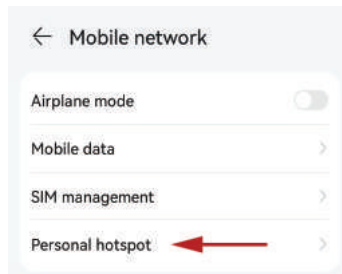 Mobile network
Airplane mode
Mobile data
SIM management
Personal hotspot